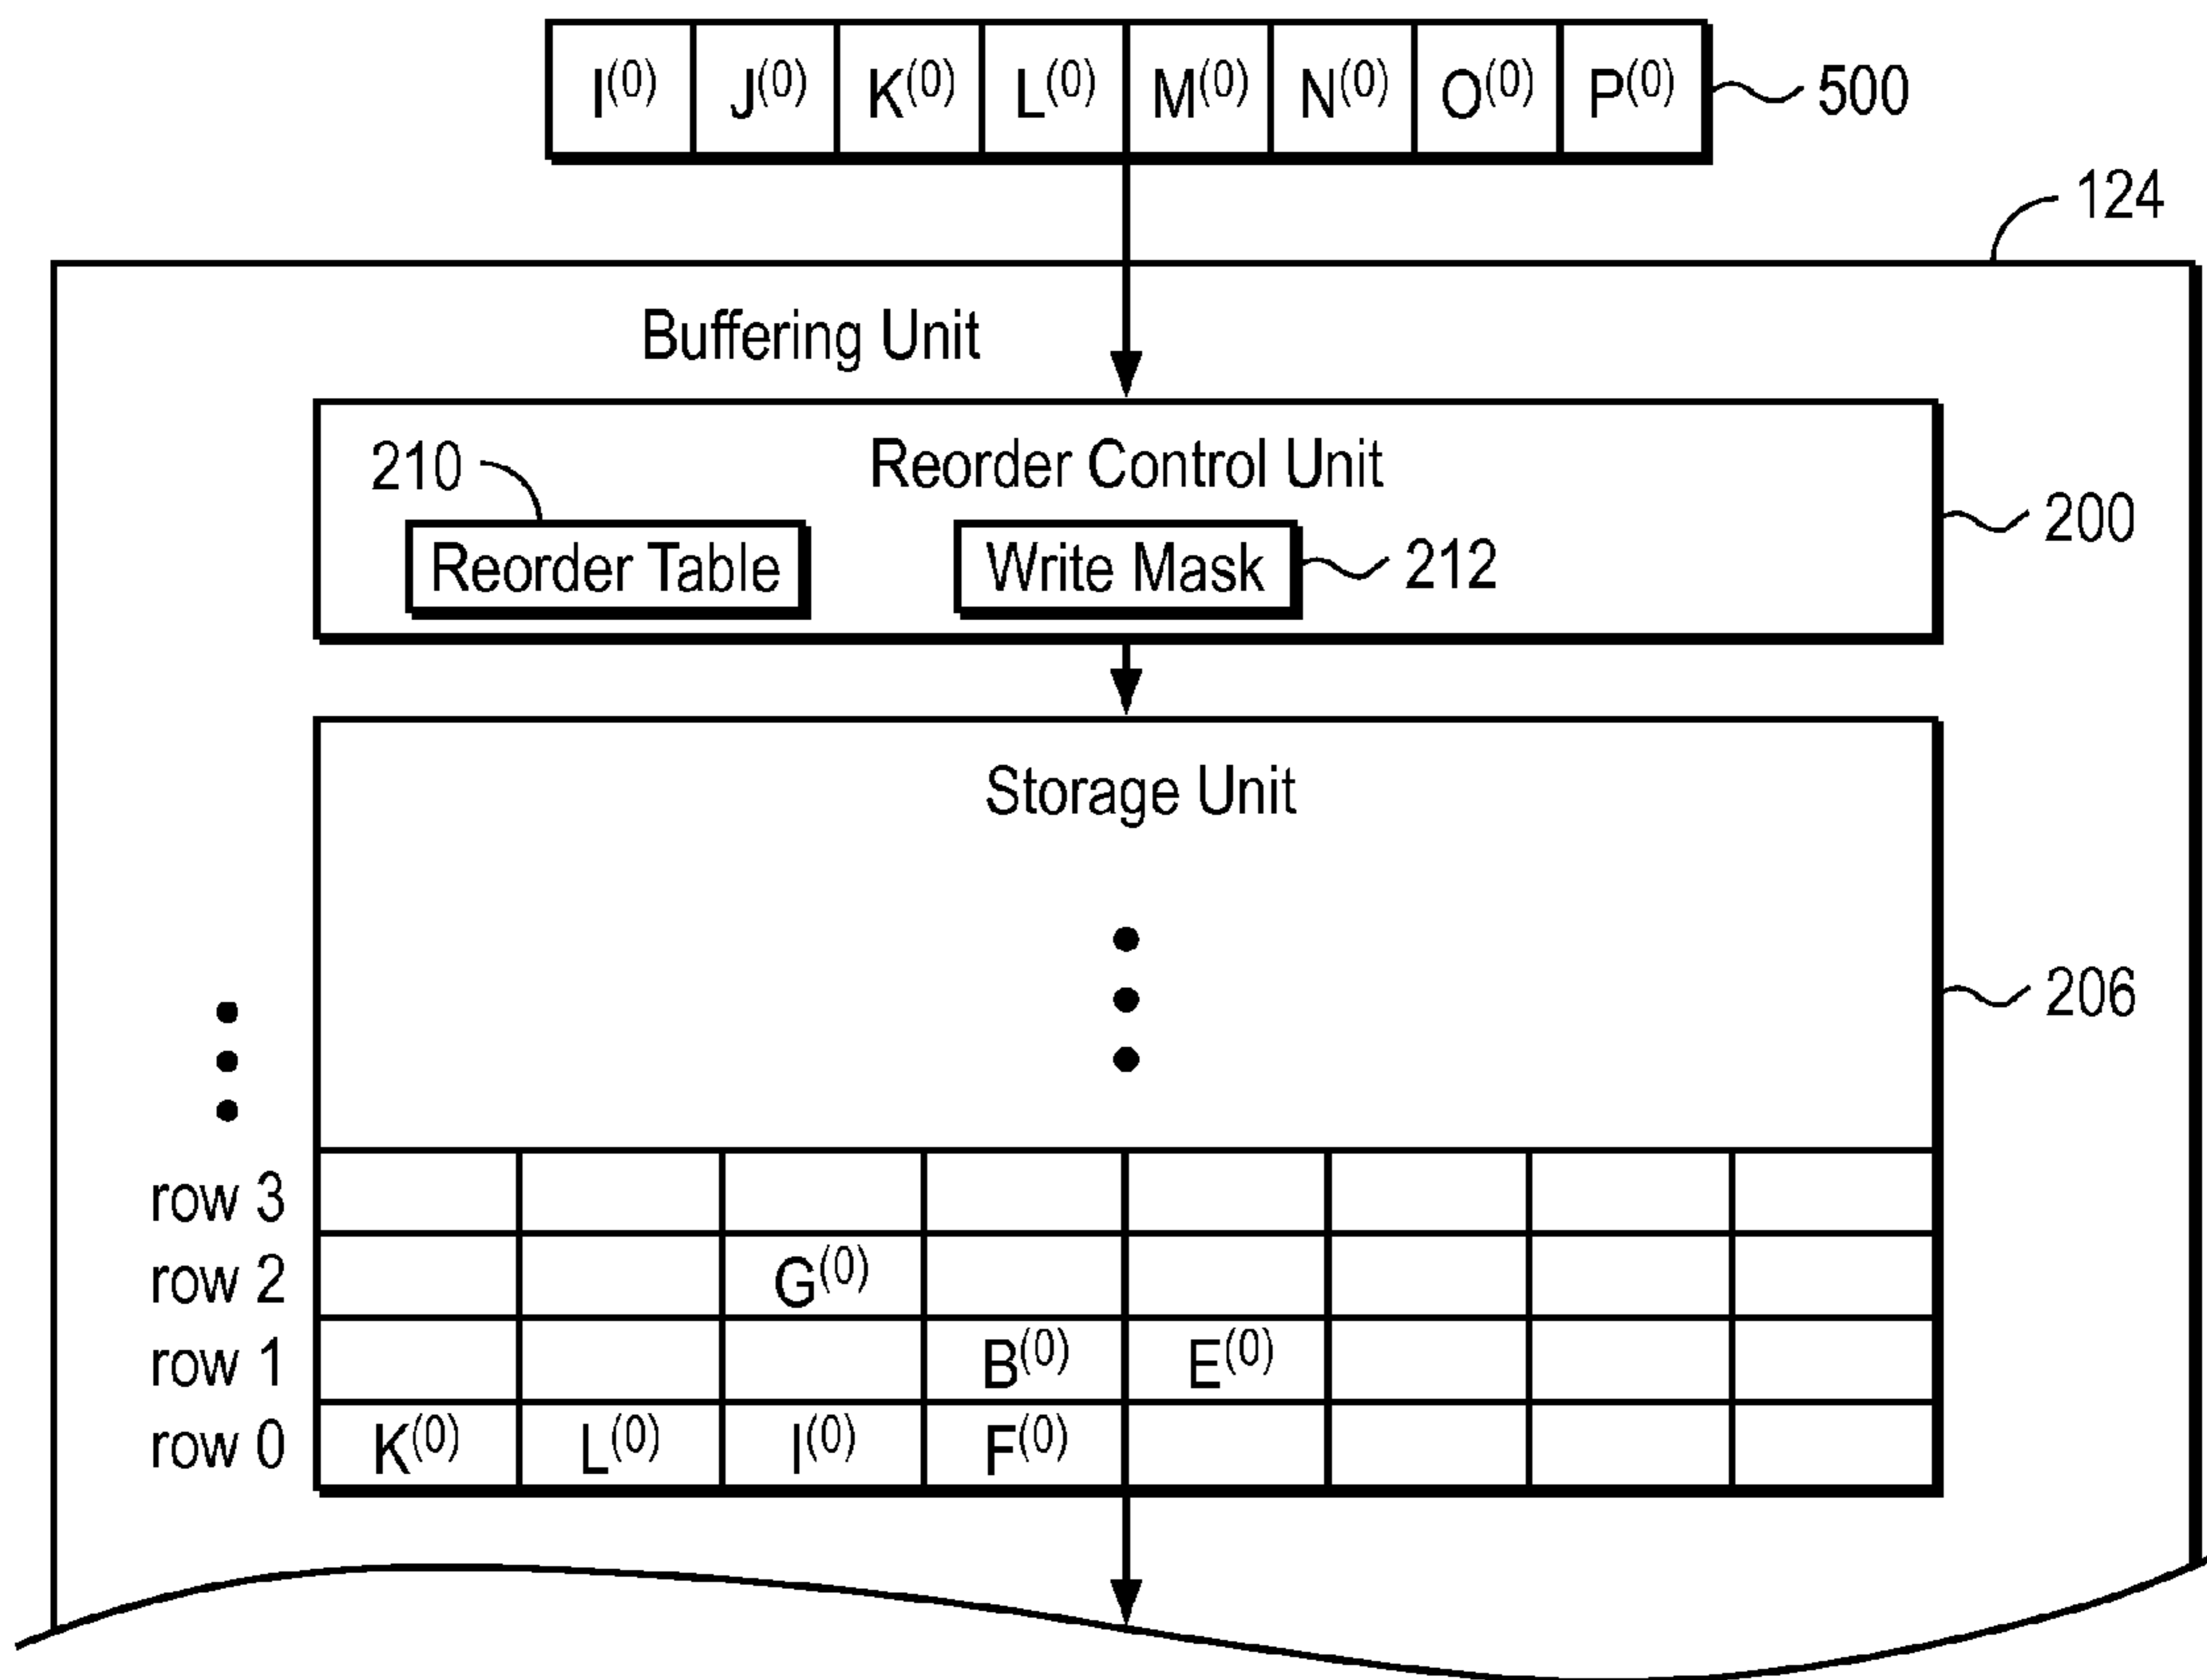 I(0) J(0) K(0) L(0) M(0) N(0) O(0) P(0) 500
124
Buffering Unit
210 Reorder Control Unit
200
Reorder Table Write Mask 212
Storage Unit
206
row 3
row 2 G(0)
row 1 B(0) E(0)
row 0 K(0) L(0) I(0) F(0)